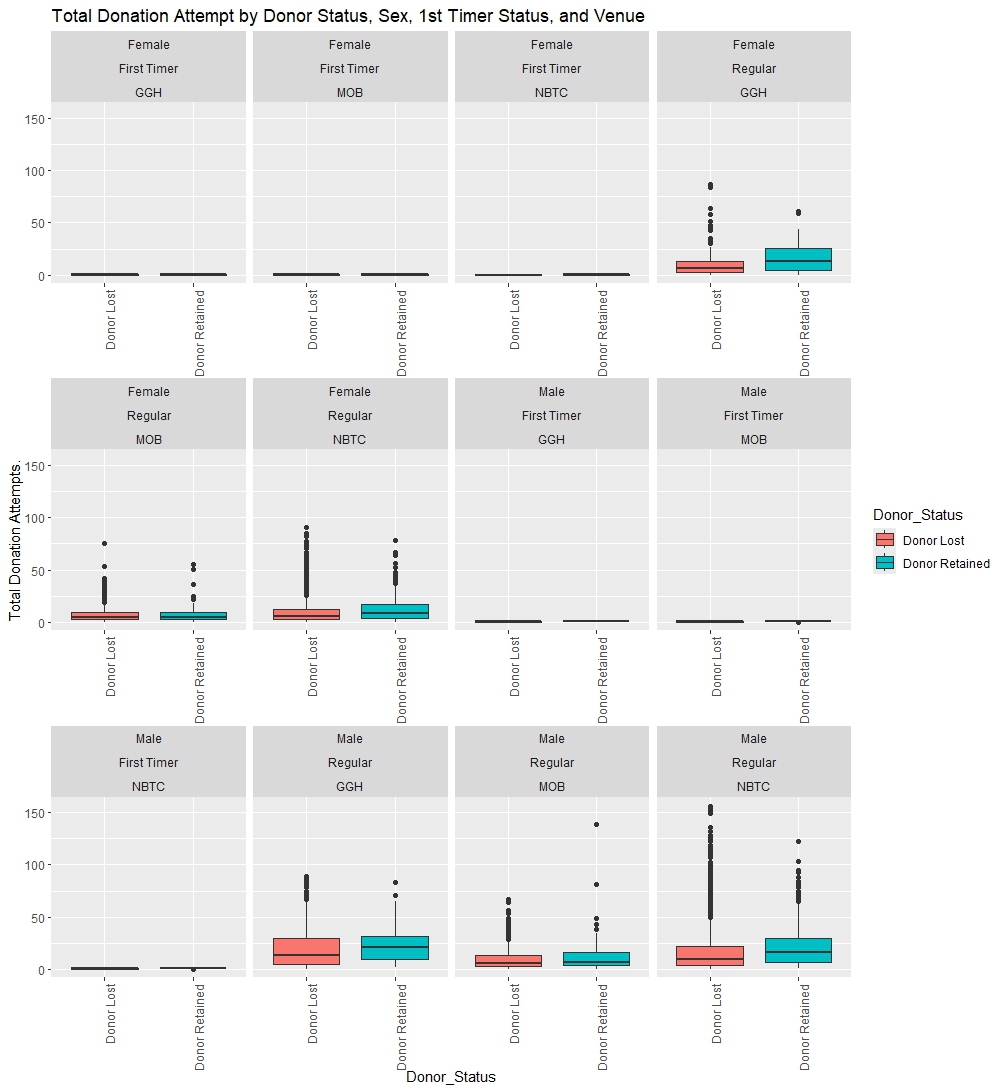 Total Donation Attempt by Donor Status, Sex, 1st Timer Status, and Venue
Female Female Female Female
First Timer First Timer First Timer Regular
GGH MOB NBTC GGH
150
100
50
0
Donor Lost Donor Retained Donor Lost Donor Retained Donor Lost Donor Retained Donor Lost Donor Retained
Female Female Male Male
Regular Regular First Timer First Timer
MOB NBTC GGH MOB
150
100
50
0
Donor Lost Donor Retained Donor Lost Donor Retained Donor Lost Donor Retained Donor Lost Donor Retained
Total Donation Attempts.
Male Male Male Male
First Timer Regular Regular Regular
NBTC GGH MOB NBTC
150
100
50
0
Donor Lost Donor Retained Donor Lost Donor Retained Donor Lost Donor Retained Donor Lost Donor Retained
Donor_Status
Donor_Status
Donor Lost
Donor Retained